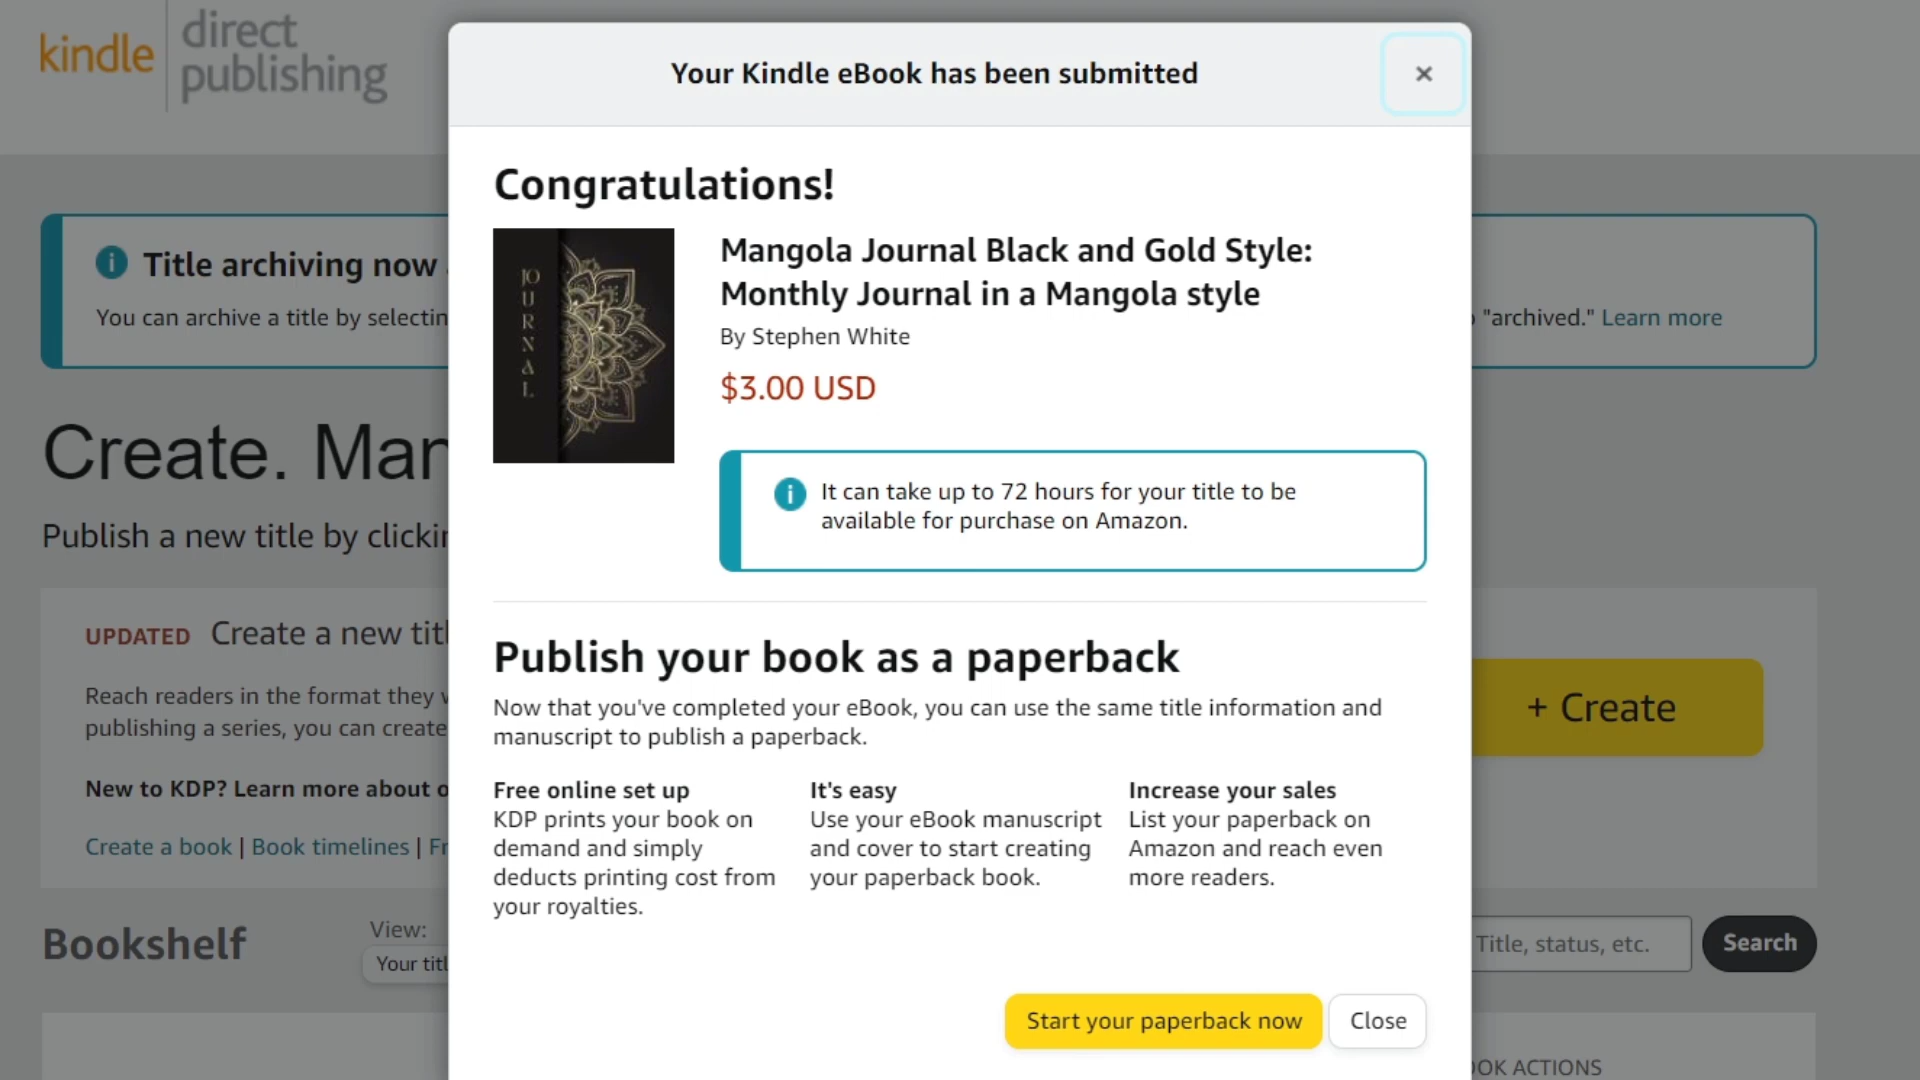 kindle direct publishing
Your Kindle eBook has been submitted
×
Title archiving now
You can archive a title by selectin
"archived." Learn more
Congratulations!
JOURNAL
Mangola Journal Black and Gold Style:
Monthly Journal in a Mangola style
By Stephen White
$3.00 USD
It can take up to 72 hours for your title to be
available for purchase on Amazon.
Create. Man
Publish a new title by clickin
UPDATED Create a new titl
Reach readers in the format they w
publishing a series, you can create
New to KDP? Learn more about o
Create a book | Book timelines | Fr
+ Create
Publish your book as a paperback
Now that you've completed your eBook, you can use the same title information and
manuscript to publish a paperback.
Free online set up
KDP prints your book on
demand and simply
deducts printing cost from
your royalties.
It's easy
Use your eBook manuscript
and cover to start creating
your paperback book.
Increase your sales
List your paperback on
Amazon and reach even
more readers.
Bookshelf
View:
Your titl
Title, status, etc.
Search
Start your paperback now
Close
OOK ACTIONS